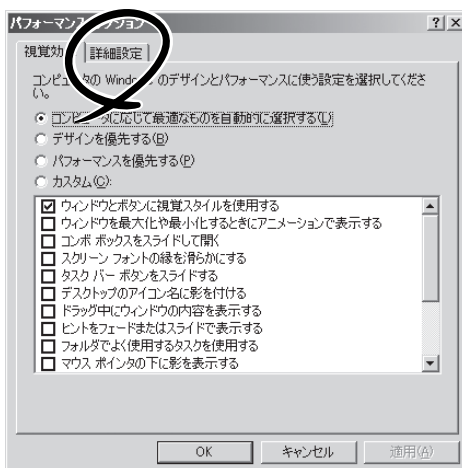 パフォーマンス オプション
視覚効果 詳細設定
コンピュータの Windows のデザインとパフォーマンスに使う設定を選択してくださ
い。
コンピュータに応じて最適なものを自動的に選択する(L)
デザインを優先する(B)
パフォーマンスを優先する(P)
カスタム(C):
ウィンドウとボタンに視覚スタイルを使用する
ウィンドウを最大化や最小化するときにアニメーションで表示する
コンボ ボックスをスライドして開く
スクリーン フォントの縁を滑らかにする
タスク バー ボタンをスライドする
デスクトップのアイコン名に影を付ける
ドラッグ中にウィンドウの内容を表示する
ヒントをフェードまたはスライドで表示する
フォルダでよく使用するタスクを使用する
マウス ポインタの下に影を表示する
OK キャンセル 適用(A)